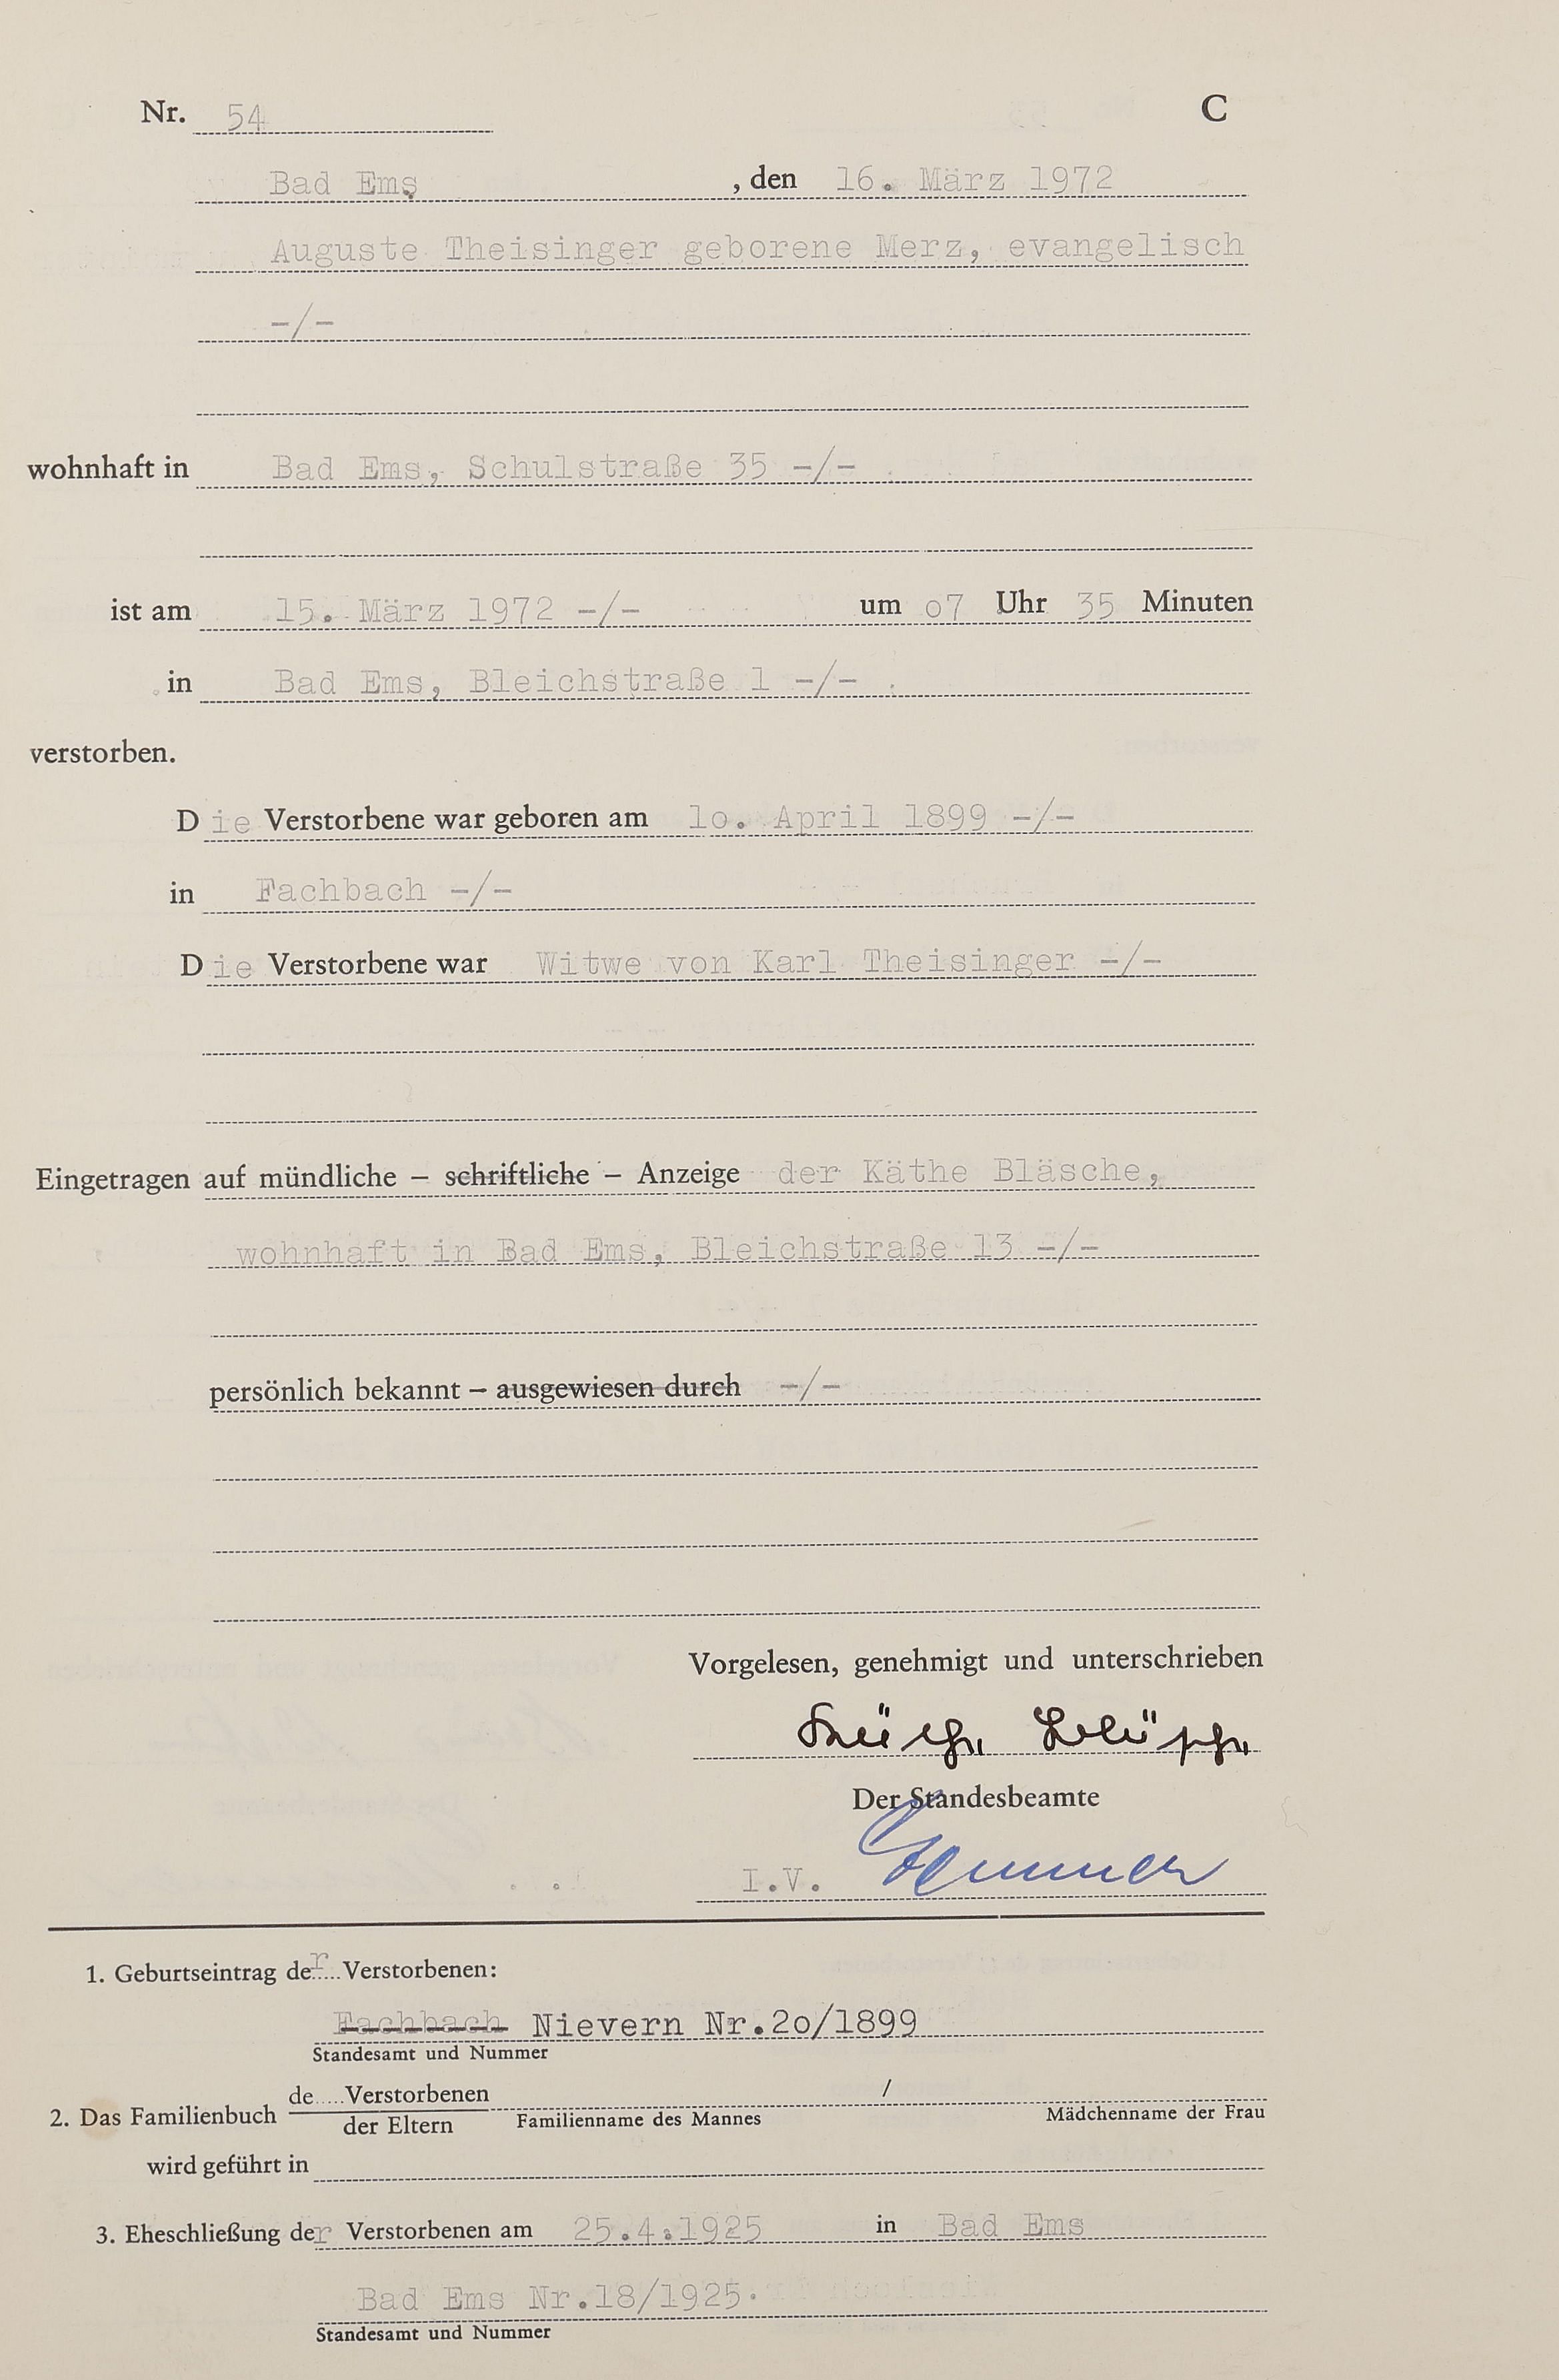 Nr. 54 C
Bad Ems , den 16. März 1972
Auguste Theisinger geborene Merz, evangelisch
-/-
wohnhaft in Bad Ems, Schulstraße 35 -/-
ist am 15. März 1972 -/- um o7 Uhr 35 Minuten
in Bad Ems, Bleichstraße 1 -/-
verstorben.
Die Verstorbene war geboren am 1o. April 1899 -/-
in Fachbach -/-
Die Verstorbene war Witwe von Karl Theisinger -/-
Eingetragen auf mündliche – schriftliche – Anzeige der Käthe Bläsche,
wohnhaft in Bad Ems, Bleichstraße 13 -/-
persönlich bekannt – ausgewiesen durch -/-
Vorgelesen, genehmigt und unterschrieben
Käthe Bläsche
Der Standesbeamte
I.V.
1. Geburtseintrag der Verstorbenen:
Fachbach Nievern Nr.2o/1899
Standesamt und Nummer
2. Das Familienbuch de.....Verstorbenen /
der Eltern Familienname des Mannes Mädchenname der Frau
wird geführt in
3. Eheschließung der Verstorbenen am 25.4.1925 in Bad Ems
Bad Ems Nr.18/1925.
Standesamt und Nummer